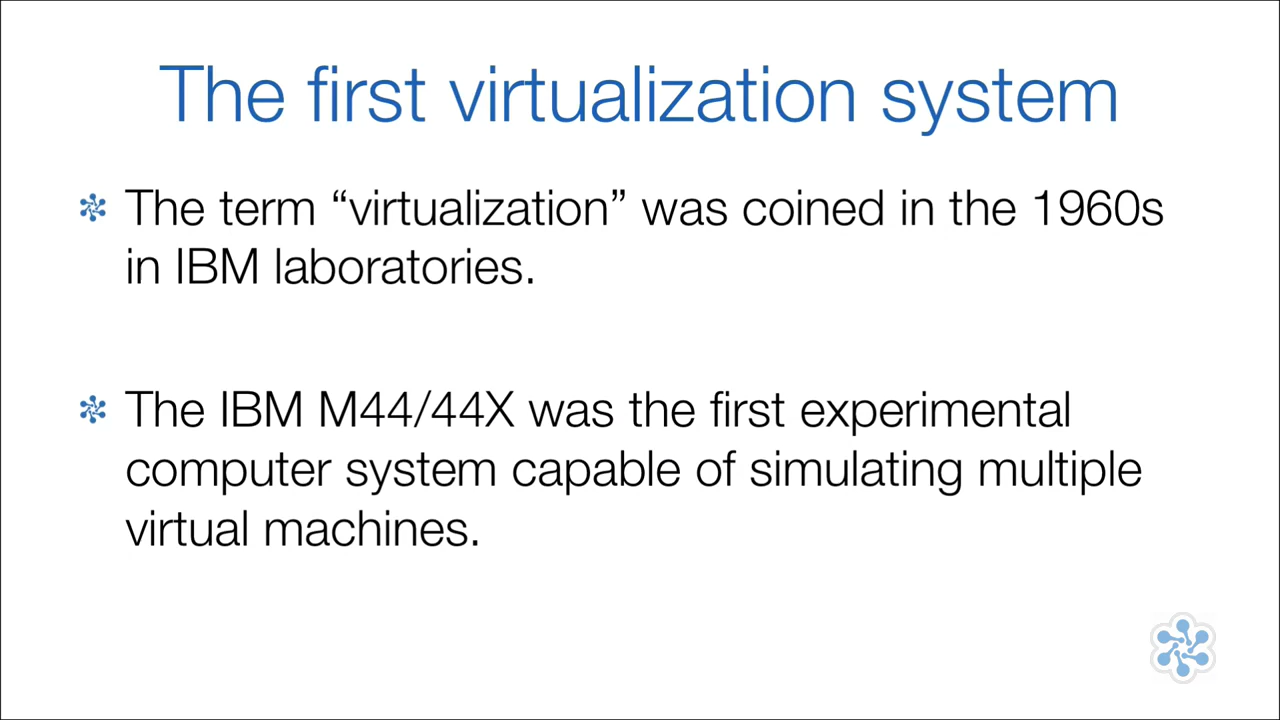 The first virtualization system
The term “virtualization” was coined in the 1960s
in IBM laboratories.
The IBM M44/44X was the first experimental
computer system capable of simulating multiple
virtual machines.